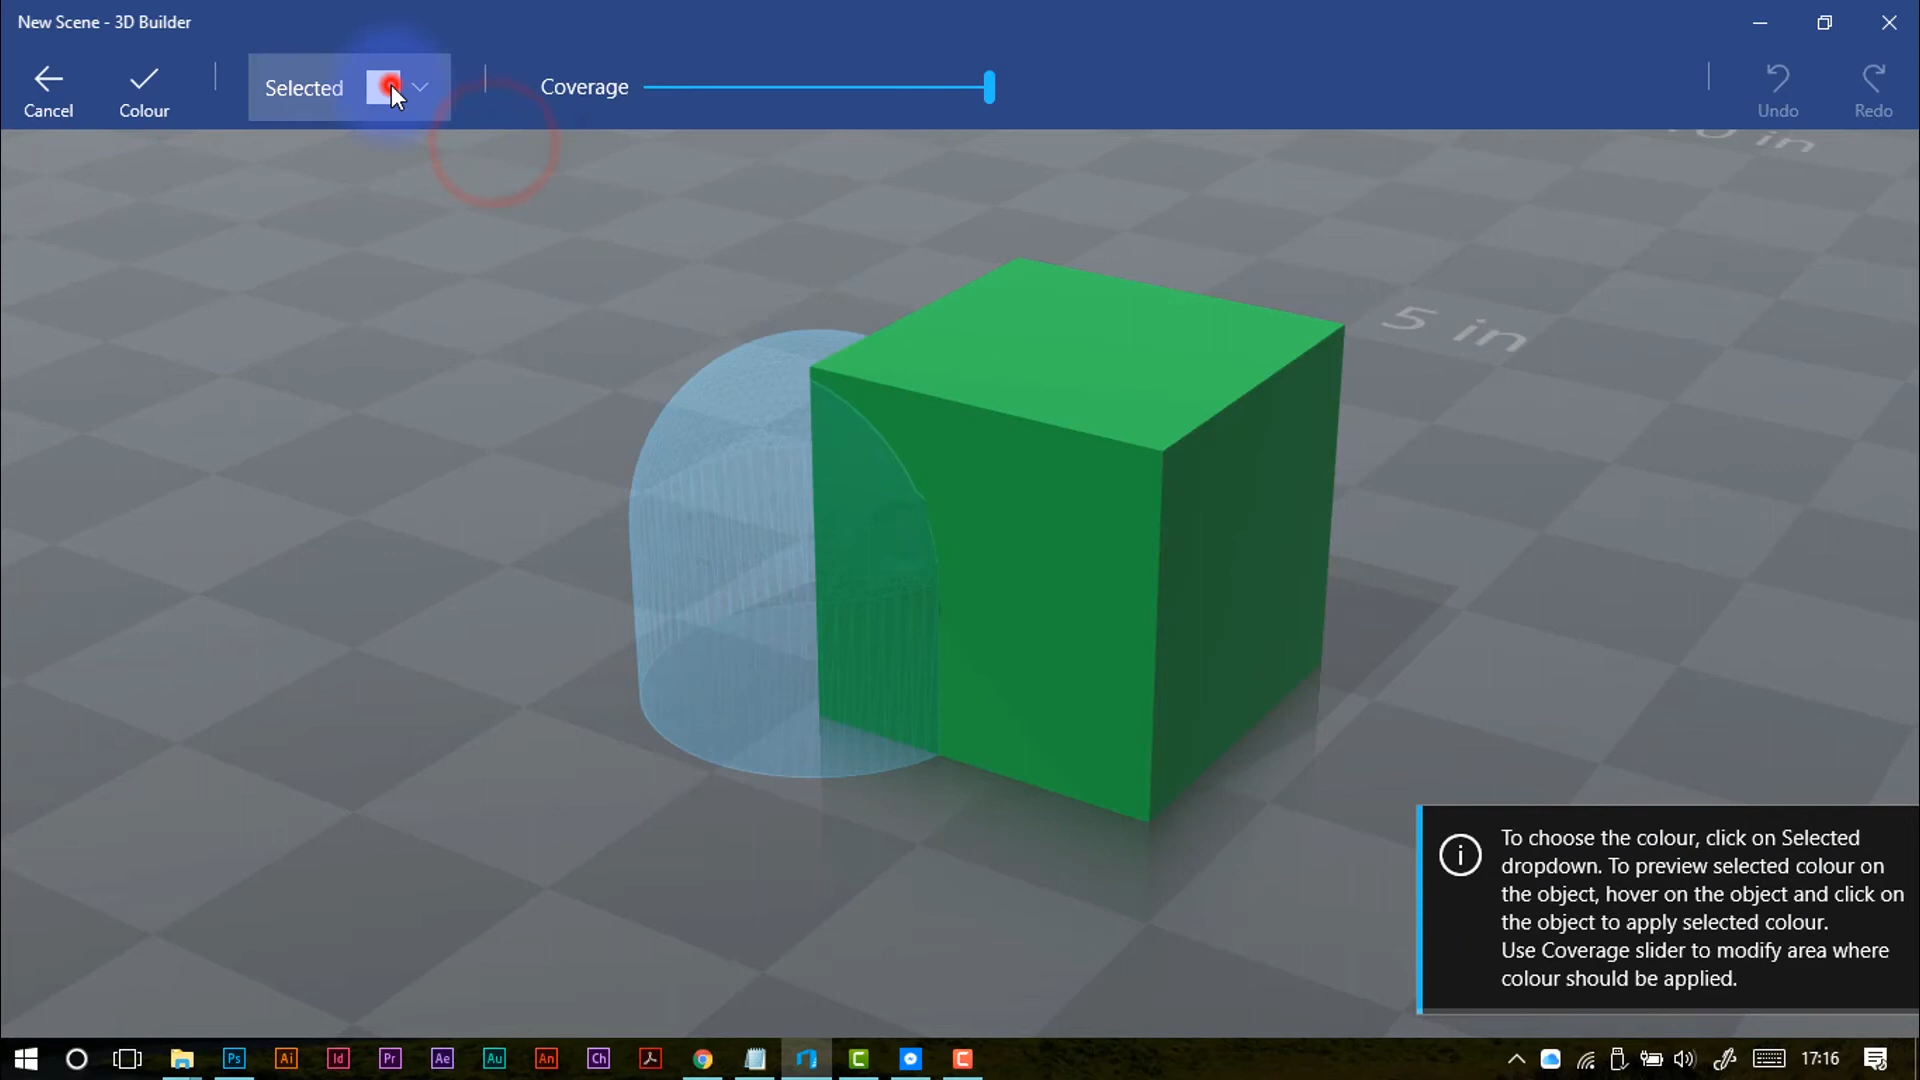 New Scene - 3D Builder
Cancel
Colour
Selected
Coverage
Undo
Redo
10 in
5 in
To choose the colour, click on Selected
dropdown. To preview selected colour on
the object, hover on the object and click on
the object to apply selected colour.
Use Coverage slider to modify area where
colour should be applied.
Ps
Ai
Id
Pr
Ae
Au
An
Ch
C
C
17:16